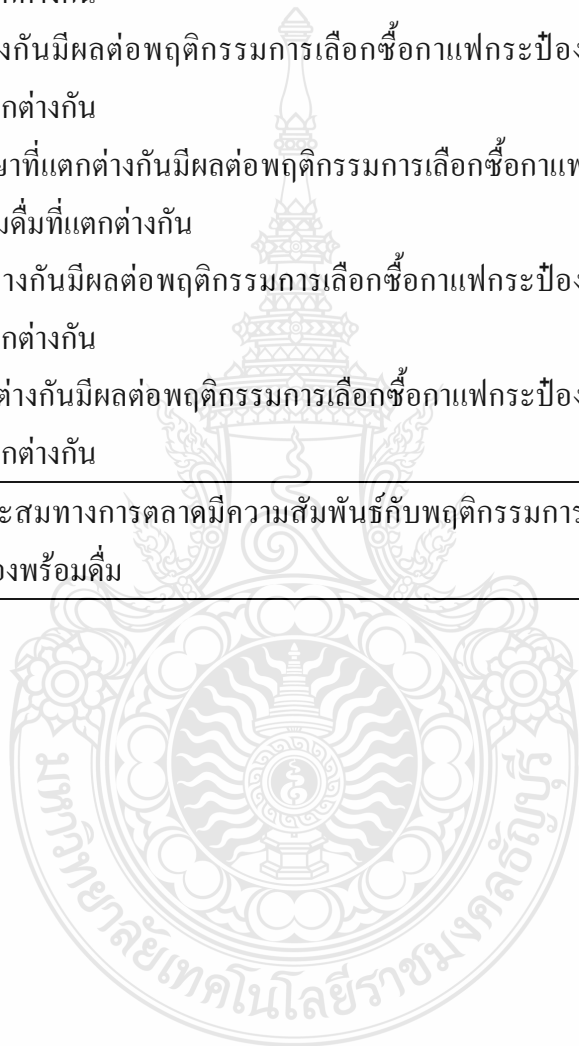 งกันมีผลต่อพฤติกรรมการเลือกซื้อกาแฟกระป๋อง
กต่างกัน
ษาที่แตกต่างกันมีผลต่อพฤติกรรมการเลือกซื้อกาแฟ
มดื่มที่แตกต่างกัน
างกันมีผลต่อพฤติกรรมการเลือกซื้อกาแฟกระป๋อง
กต่างกัน
ต่างกันมีผลต่อพฤติกรรมการเลือกซื้อกาแฟกระป๋อง
กต่างกัน
ะสมทางการตลาดมีความสัมพันธ์กับพฤติกรรมการ
องพร้อมดื่ม
มหาวิทยาลัยเทคโนโลยีราชมงคลธัญบุรี